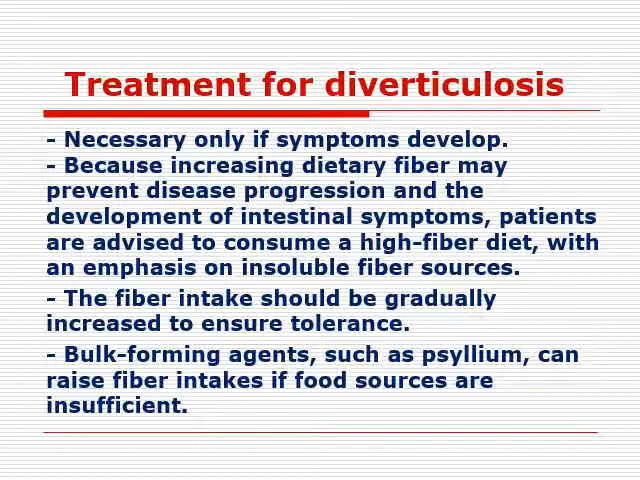 Treatment for diverticulosis
- Necessary only if symptoms develop.
- Because increasing dietary fiber may
prevent disease progression and the
development of intestinal symptoms, patients
are advised to consume a high-fiber diet, with
an emphasis on insoluble fiber sources.
- The fiber intake should be gradually
increased to ensure tolerance.
- Bulk-forming agents, such as psyllium, can
raise fiber intakes if food sources are
insufficient.